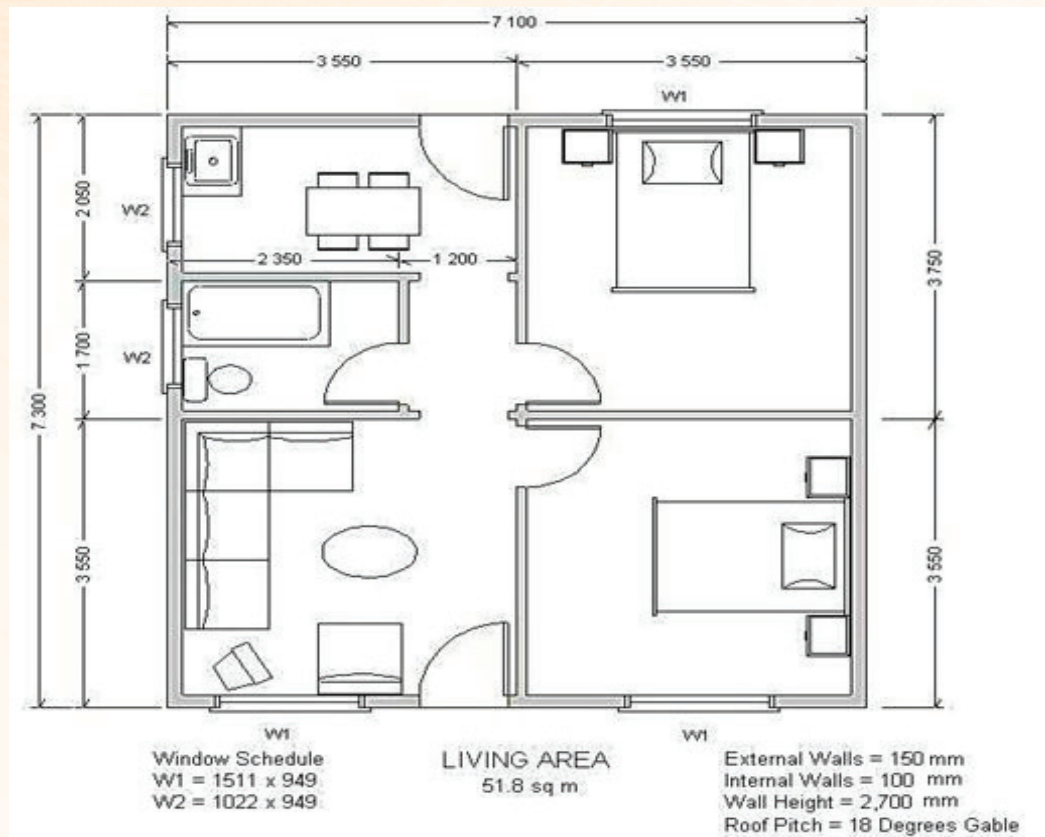 7 100
3 550
3 550
W1
2 050
W2
2 350
1 200
3 750
7 300
1 700
W2
3 550
3 550
W1
W1
Window Schedule
W1 = 1511 x 949
W2 = 1022 x 949
LIVING AREA
51.8 sq m
External Walls = 150 mm
Internal Walls = 100 mm
Wall Height = 2,700 mm
Roof Pitch = 18 Degrees Gable